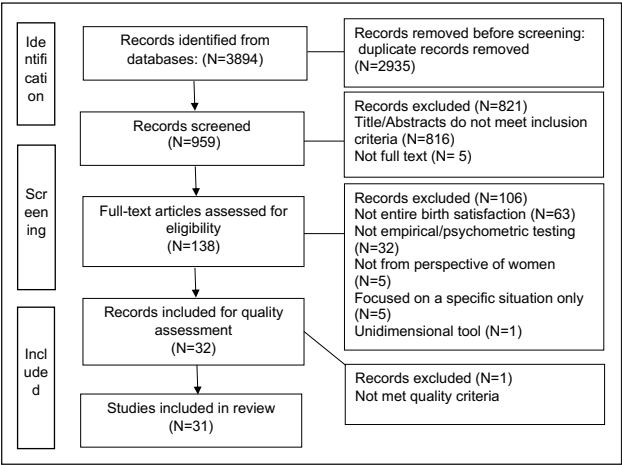 Ide
ntifi
cati
on
Records identified from
databases: (N=3894)
Records removed before screening:
duplicate records removed
(N=2935)
Records screened
(N=959)
Records excluded (N=821)
Title/Abstracts do not meet inclusion
criteria (N=816)
Not full text (N= 5)
Scr
een
ing
Full-text articles assessed for
eligibility
(N=138)
Records excluded (N=106)
Not entire birth satisfaction (N=63)
Not empirical/psychometric testing
(N=32)
Not from perspective of women
(N=5)
Focused on a specific situation only
(N=5)
Unidimensional tool (N=1)
Incl
ude
d
Records included for quality
assessment
(N=32)
Records excluded (N=1)
Not met quality criteria
Studies included in review
(N=31)